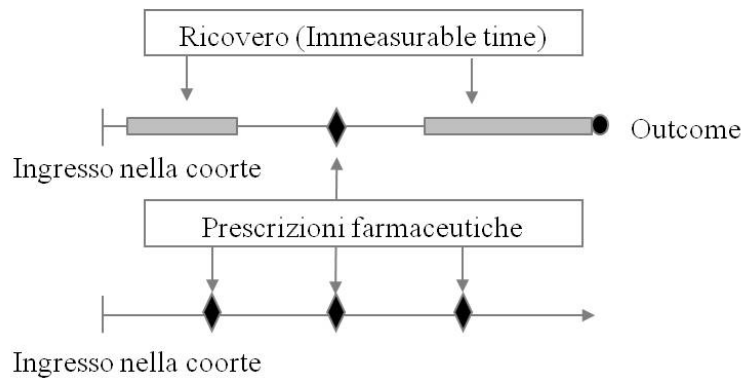 Ricovero (Immeasurable time)
Outcome
Ingresso nella coorte
Prescrizioni farmaceutiche
Ingresso nella coorte